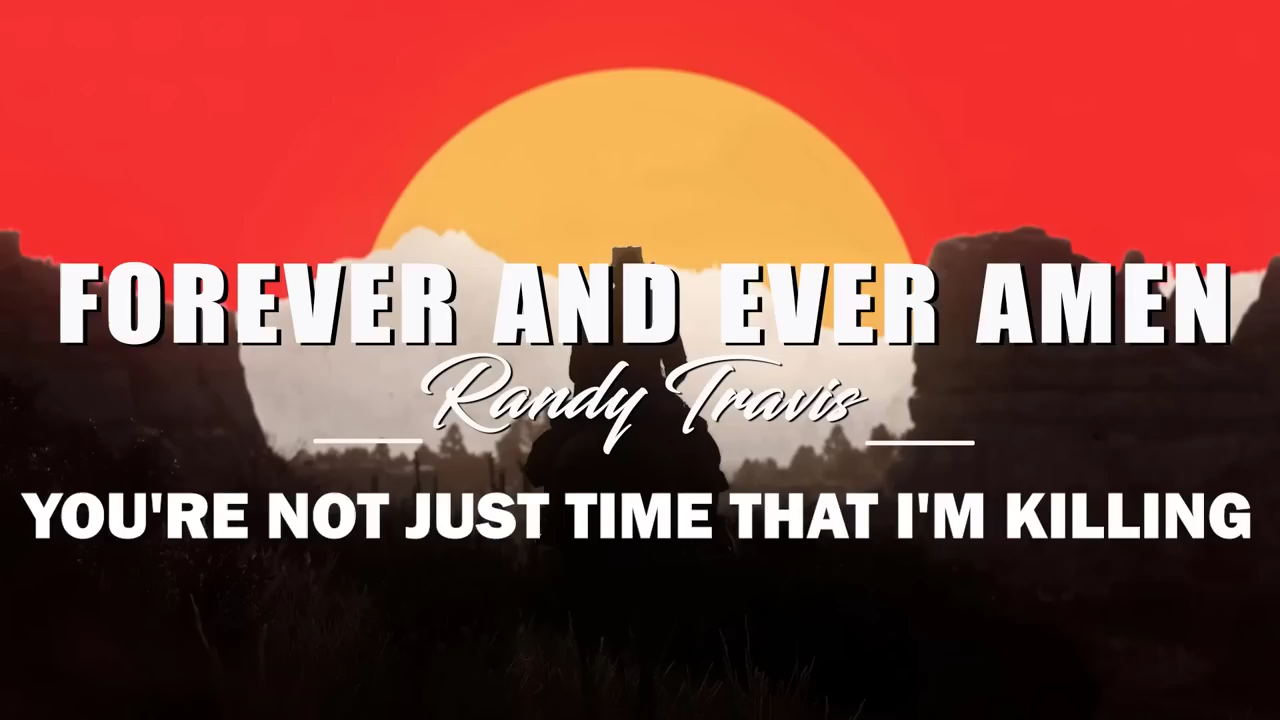 FOREVER AND EVER AMEN
Randy Travis
YOU'RE NOT JUST TIME THAT I'M KILLING